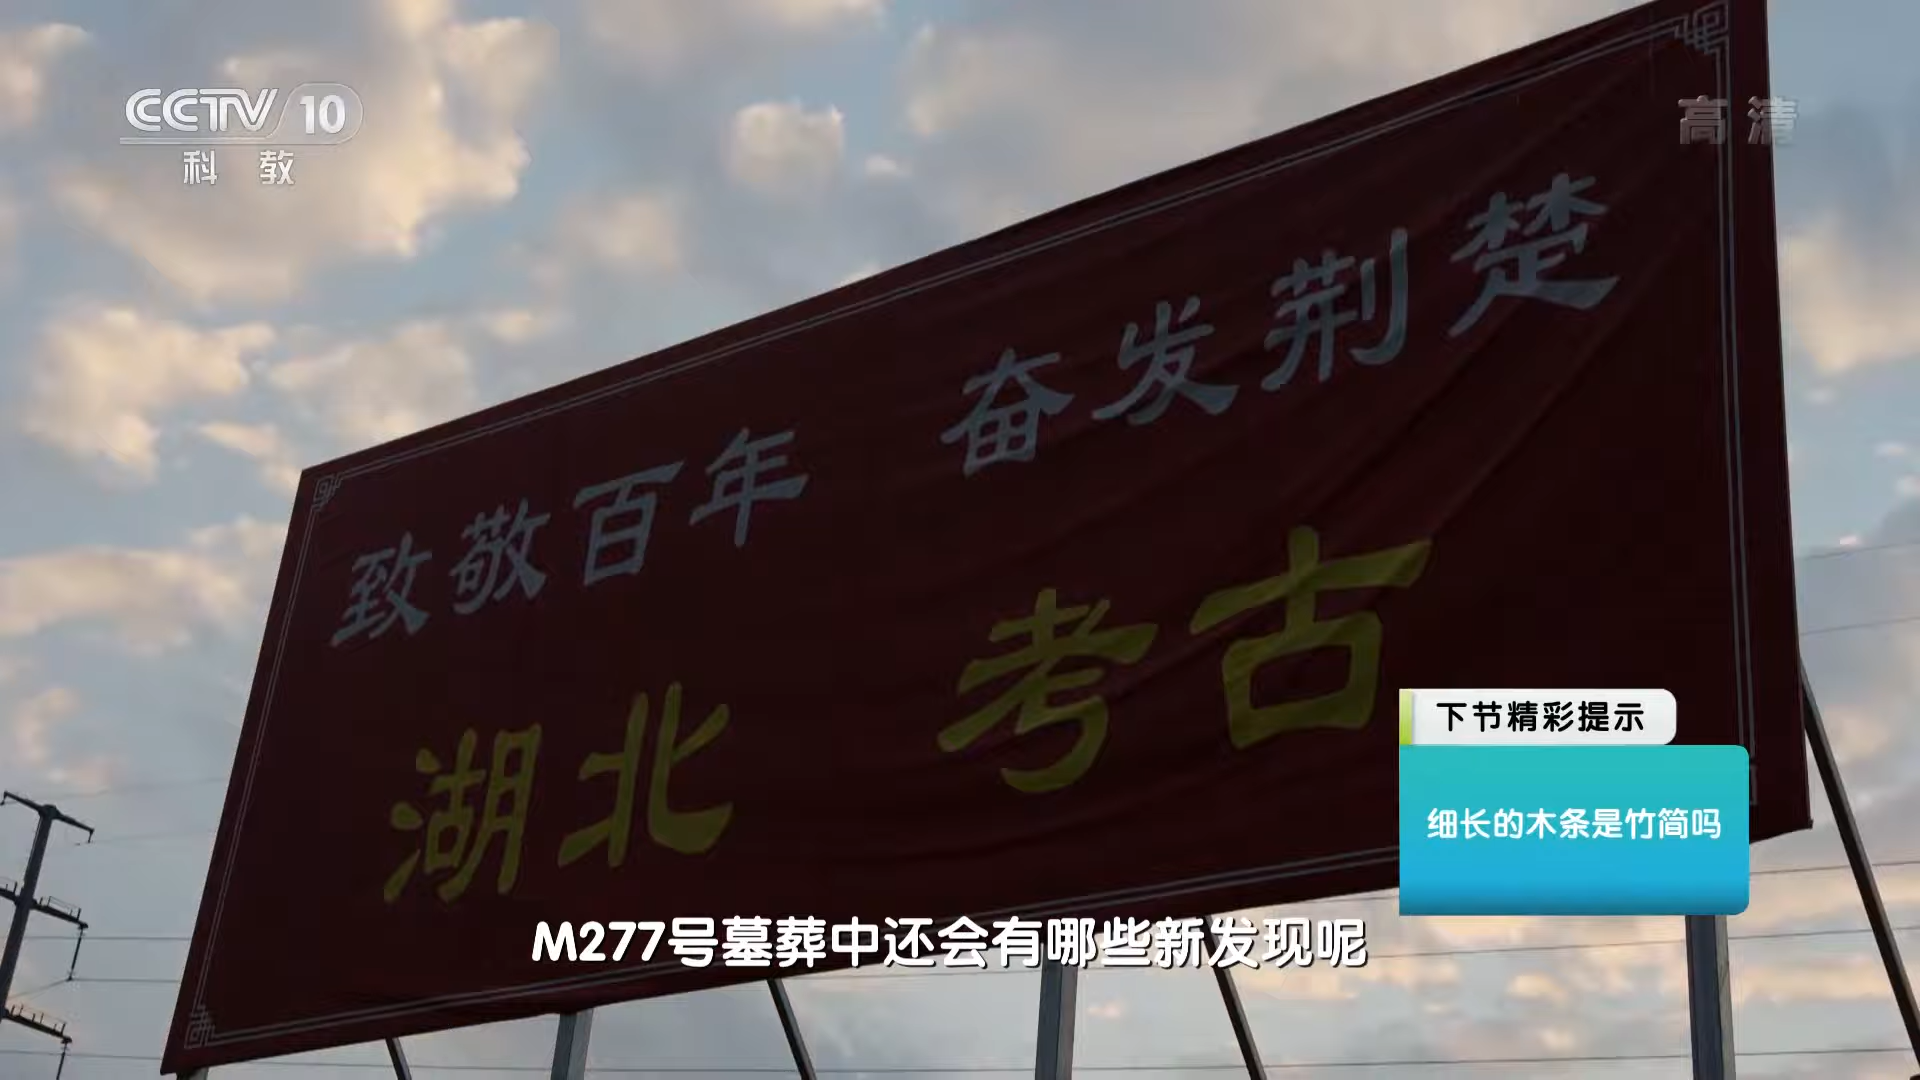 CCTV 10
科 教
高 清
致敬百年 奋发荆楚
湖北 考古
下节精彩提示
细长的木条是竹简吗
M277号墓葬中还会有哪些新发现呢